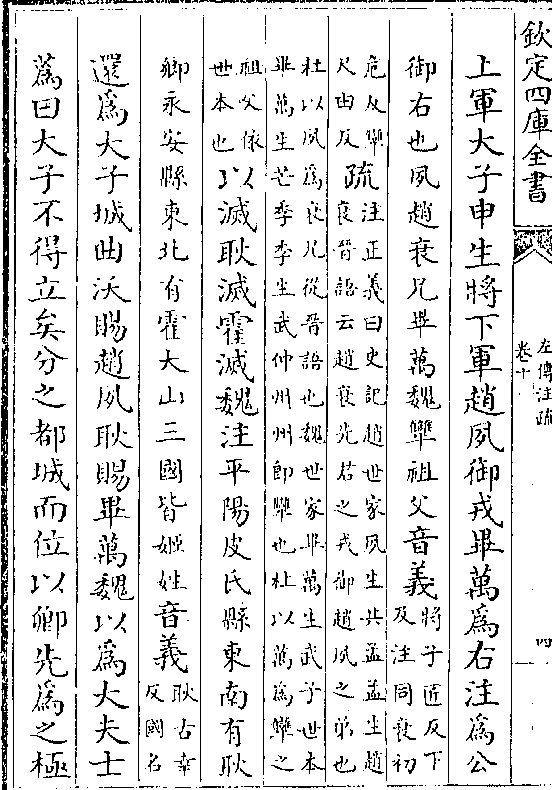 欽定四庫全書
左傳注疏
卷十
四
上軍大子申生將下軍趙夙御戎畢萬為右注為公
御右也夙趙衰兄畢萬魏犨祖父音義
將子匠反下
及注同衰初
危反犨
尺由反
疏
注正義曰史記趙世家夙生共孟孟生趙
衰晉語云趙衰先君之戎御趙夙之弟也
杜以夙為衰兄從晉語也魏世家畢萬生武子世本
畢萬生芒季季生武仲州州即犨也杜以萬為犨之
祖父依
世本也
以滅耿滅霍滅魏注平陽皮氏縣東南有耿
鄉永安縣東北有霍大山三國皆姬姓音義
耿古幸
反國名
還為大子城曲沃賜趙夙耿賜畢萬魏以為大夫士
蒍曰大子不得立矣分之都城而位以卿先為之極